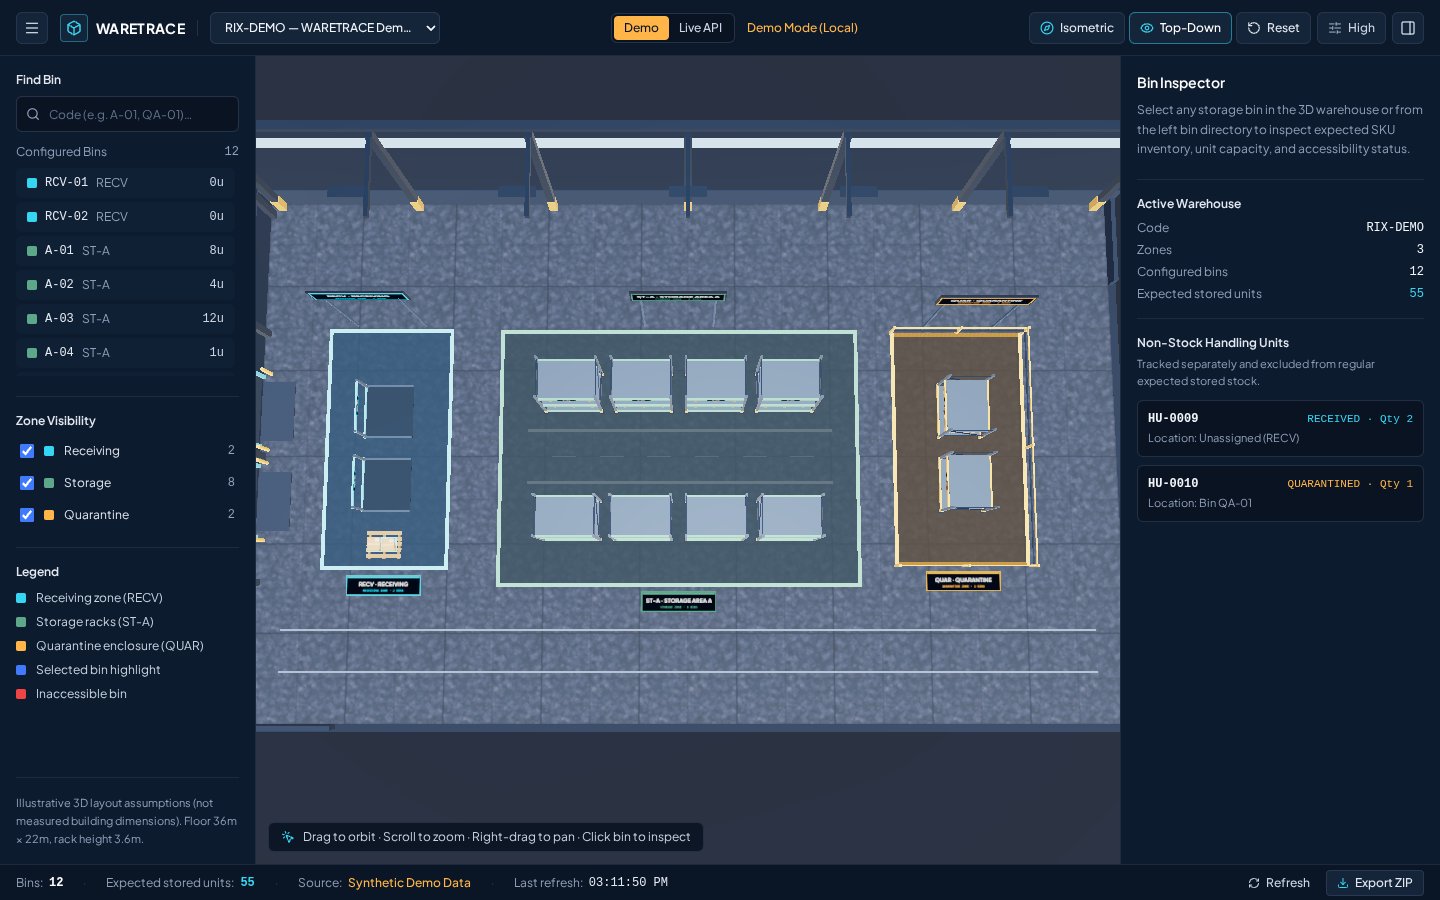 WARETRACE
RIX-DEMO — WARETRACE Dem...
Demo
Live API
Demo Mode (Local)
Isometric
Top-Down
Reset
High
Find Bin
Code (e.g. A-01, QA-01)...
Configured Bins 12
RCV-01 RECV 0u
RCV-02 RECV 0u
A-01 ST-A 8u
A-02 ST-A 4u
A-03 ST-A 12u
A-04 ST-A 1u
Zone Visibility
Receiving 2
Storage 8
Quarantine 2
Legend
Receiving zone (RECV)
Storage racks (ST-A)
Quarantine enclosure (QUAR)
Selected bin highlight
Inaccessible bin
Illustrative 3D layout assumptions (not
measured building dimensions). Floor 36m
× 22m, rack height 3.6m.
RECV · RECEIVING
ST-A · STORAGE AREA A
QUAR · QUARANTINE
RECV · RECEIVING
QUAR · QUARANTINE
ST-A · STORAGE AREA A
Drag to orbit · Scroll to zoom · Right-drag to pan · Click bin to inspect
Bin Inspector
Select any storage bin in the 3D warehouse or from
the left bin directory to inspect expected SKU
inventory, unit capacity, and accessibility status.
Active Warehouse
Code RIX-DEMO
Zones 3
Configured bins 12
Expected stored units 55
Non-Stock Handling Units
Tracked separately and excluded from regular
expected stored stock.
HU-0009 RECEIVED · Qty 2
Location: Unassigned (RECV)
HU-0010 QUARANTINED · Qty 1
Location: Bin QA-01
Bins: 12 · Expected stored units: 55 · Source: Synthetic Demo Data · Last refresh: 03:11:50 PM
Refresh
Export ZIP